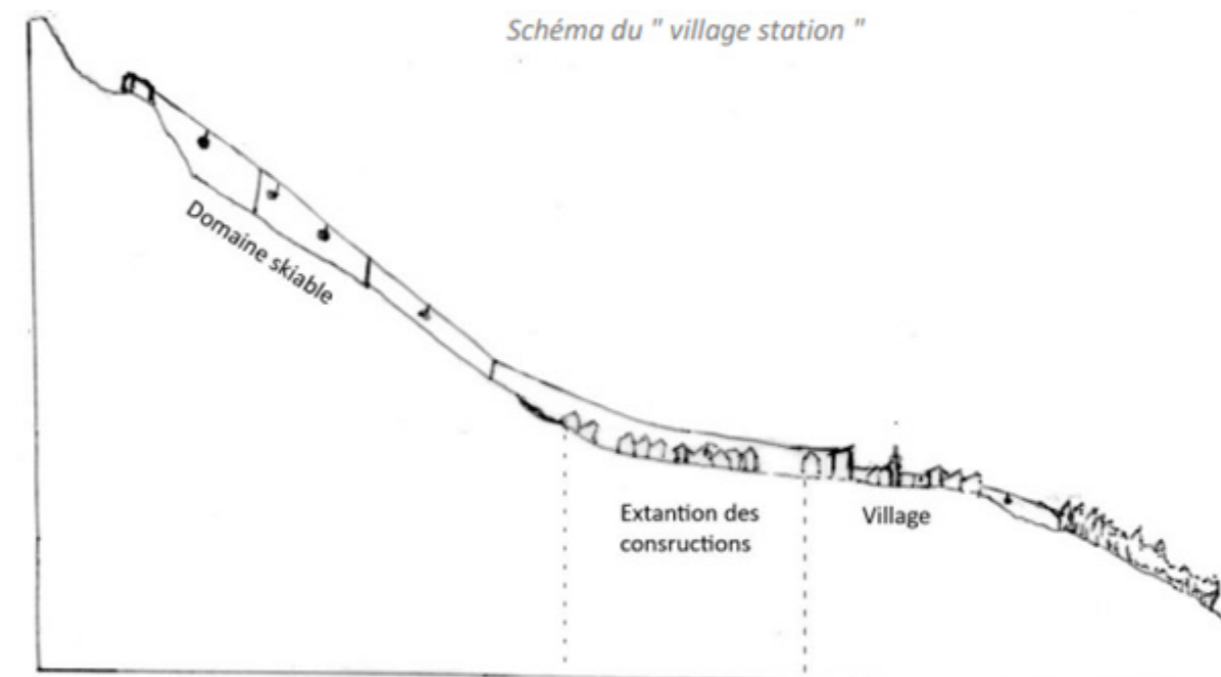 Schéma du " village station "
Domaine skiable
Extantion des
consructions
Village